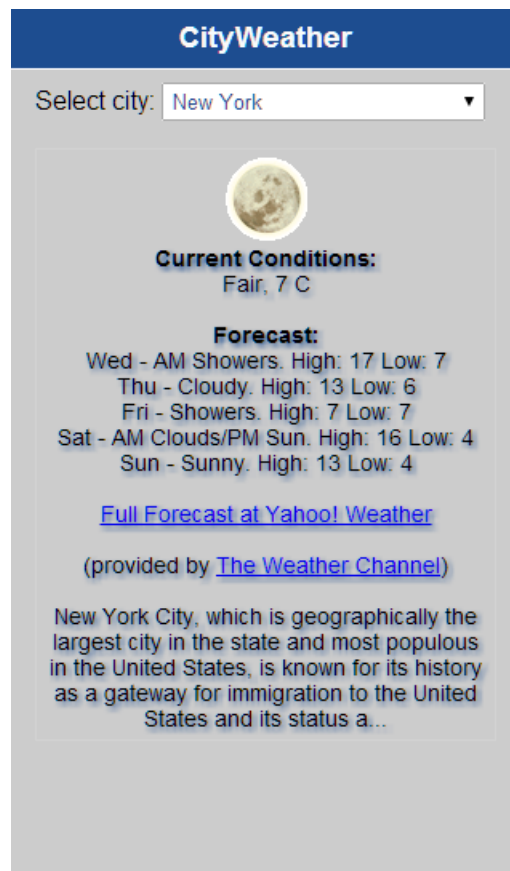 CityWeather
Select city: New York
Current Conditions:
Fair, 7 C
Forecast:
Wed - AM Showers. High: 17 Low: 7
Thu - Cloudy. High: 13 Low: 6
Fri - Showers. High: 7 Low: 7
Sat - AM Clouds/PM Sun. High: 16 Low: 4
Sun - Sunny. High: 13 Low: 4
Full Forecast at Yahoo! Weather
(provided by The Weather Channel)
New York City, which is geographically the
largest city in the state and most populous
in the United States, is known for its history
as a gateway for immigration to the United
States and its status a...